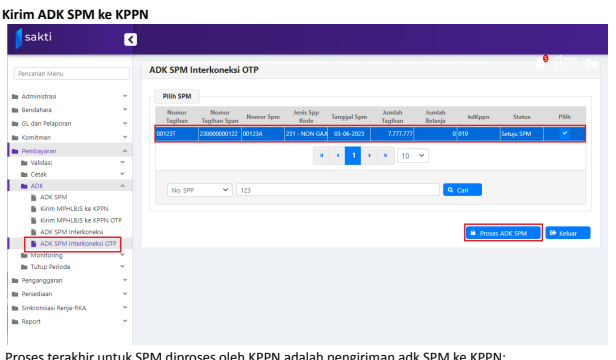 Kirim ADK SPM ke KPPN
sakti
5
Pencarian Menu
Administrasi
Bendahara
GL dan Pelaporan
Komitmen
Pembayaran
Validasi
Cetak
ADK
ADK SPM
Kirim MPHLBJS ke KPPN
Kirim MPHLBJS ke KPPN OTP
ADK SPM Interkoneksi
ADK SPM Interkoneksi OTP
Monitoring
Tutup Periode
Penganggaran
Persediaan
Sinkronisasi Renja-RKA
Report
ADK SPM Interkoneksi OTP
Pilih SPM
Nomor Tagihan Nomor Tagihan Span Nomor Spm Jenis Spp Kode Tanggal Spm Jumlah Tagihan Jumlah Belanja kdKppn Status Pilih
00123T 230000000122 00123A 231 - NON GAJI 03-06-2023 7.777.777 0 019 Setuju SPM
1 10
No. SPP 123 Cari
Proses ADK SPM Keluar
Proses terakhir untuk SPM diproses oleh KPPN adalah pengiriman adk SPM ke KPPN;